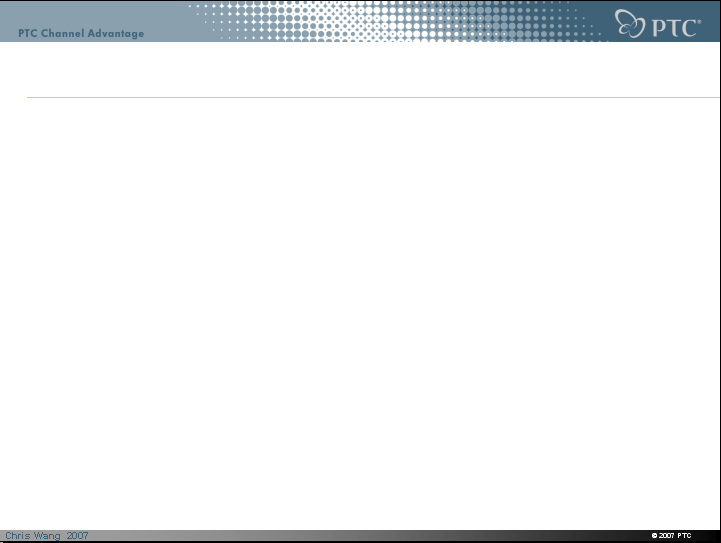 PTC Channel Advantage
PTC®
Chris Wang 2007
© 2007 PTC